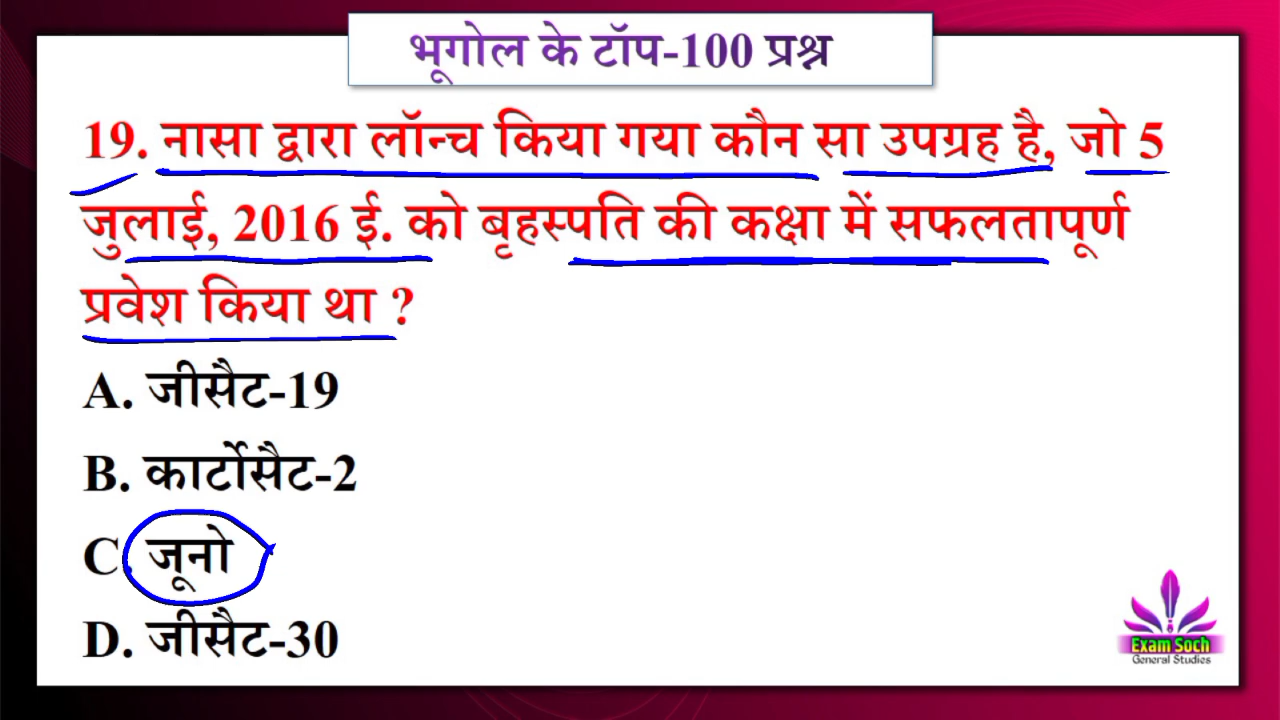 भूगोल के टॉप-100 प्रश्न
19. नासा द्वारा लॉन्च किया गया कौन सा उपग्रह है, जो 5
जुलाई, 2016 ई. को बृहस्पति की कक्षा में सफलतापूर्ण
प्रवेश किया था ?
A. जीसैट-19
B. कार्टोसैट-2
C. जूनो
D. जीसैट-30
Exam Soch
General Studies